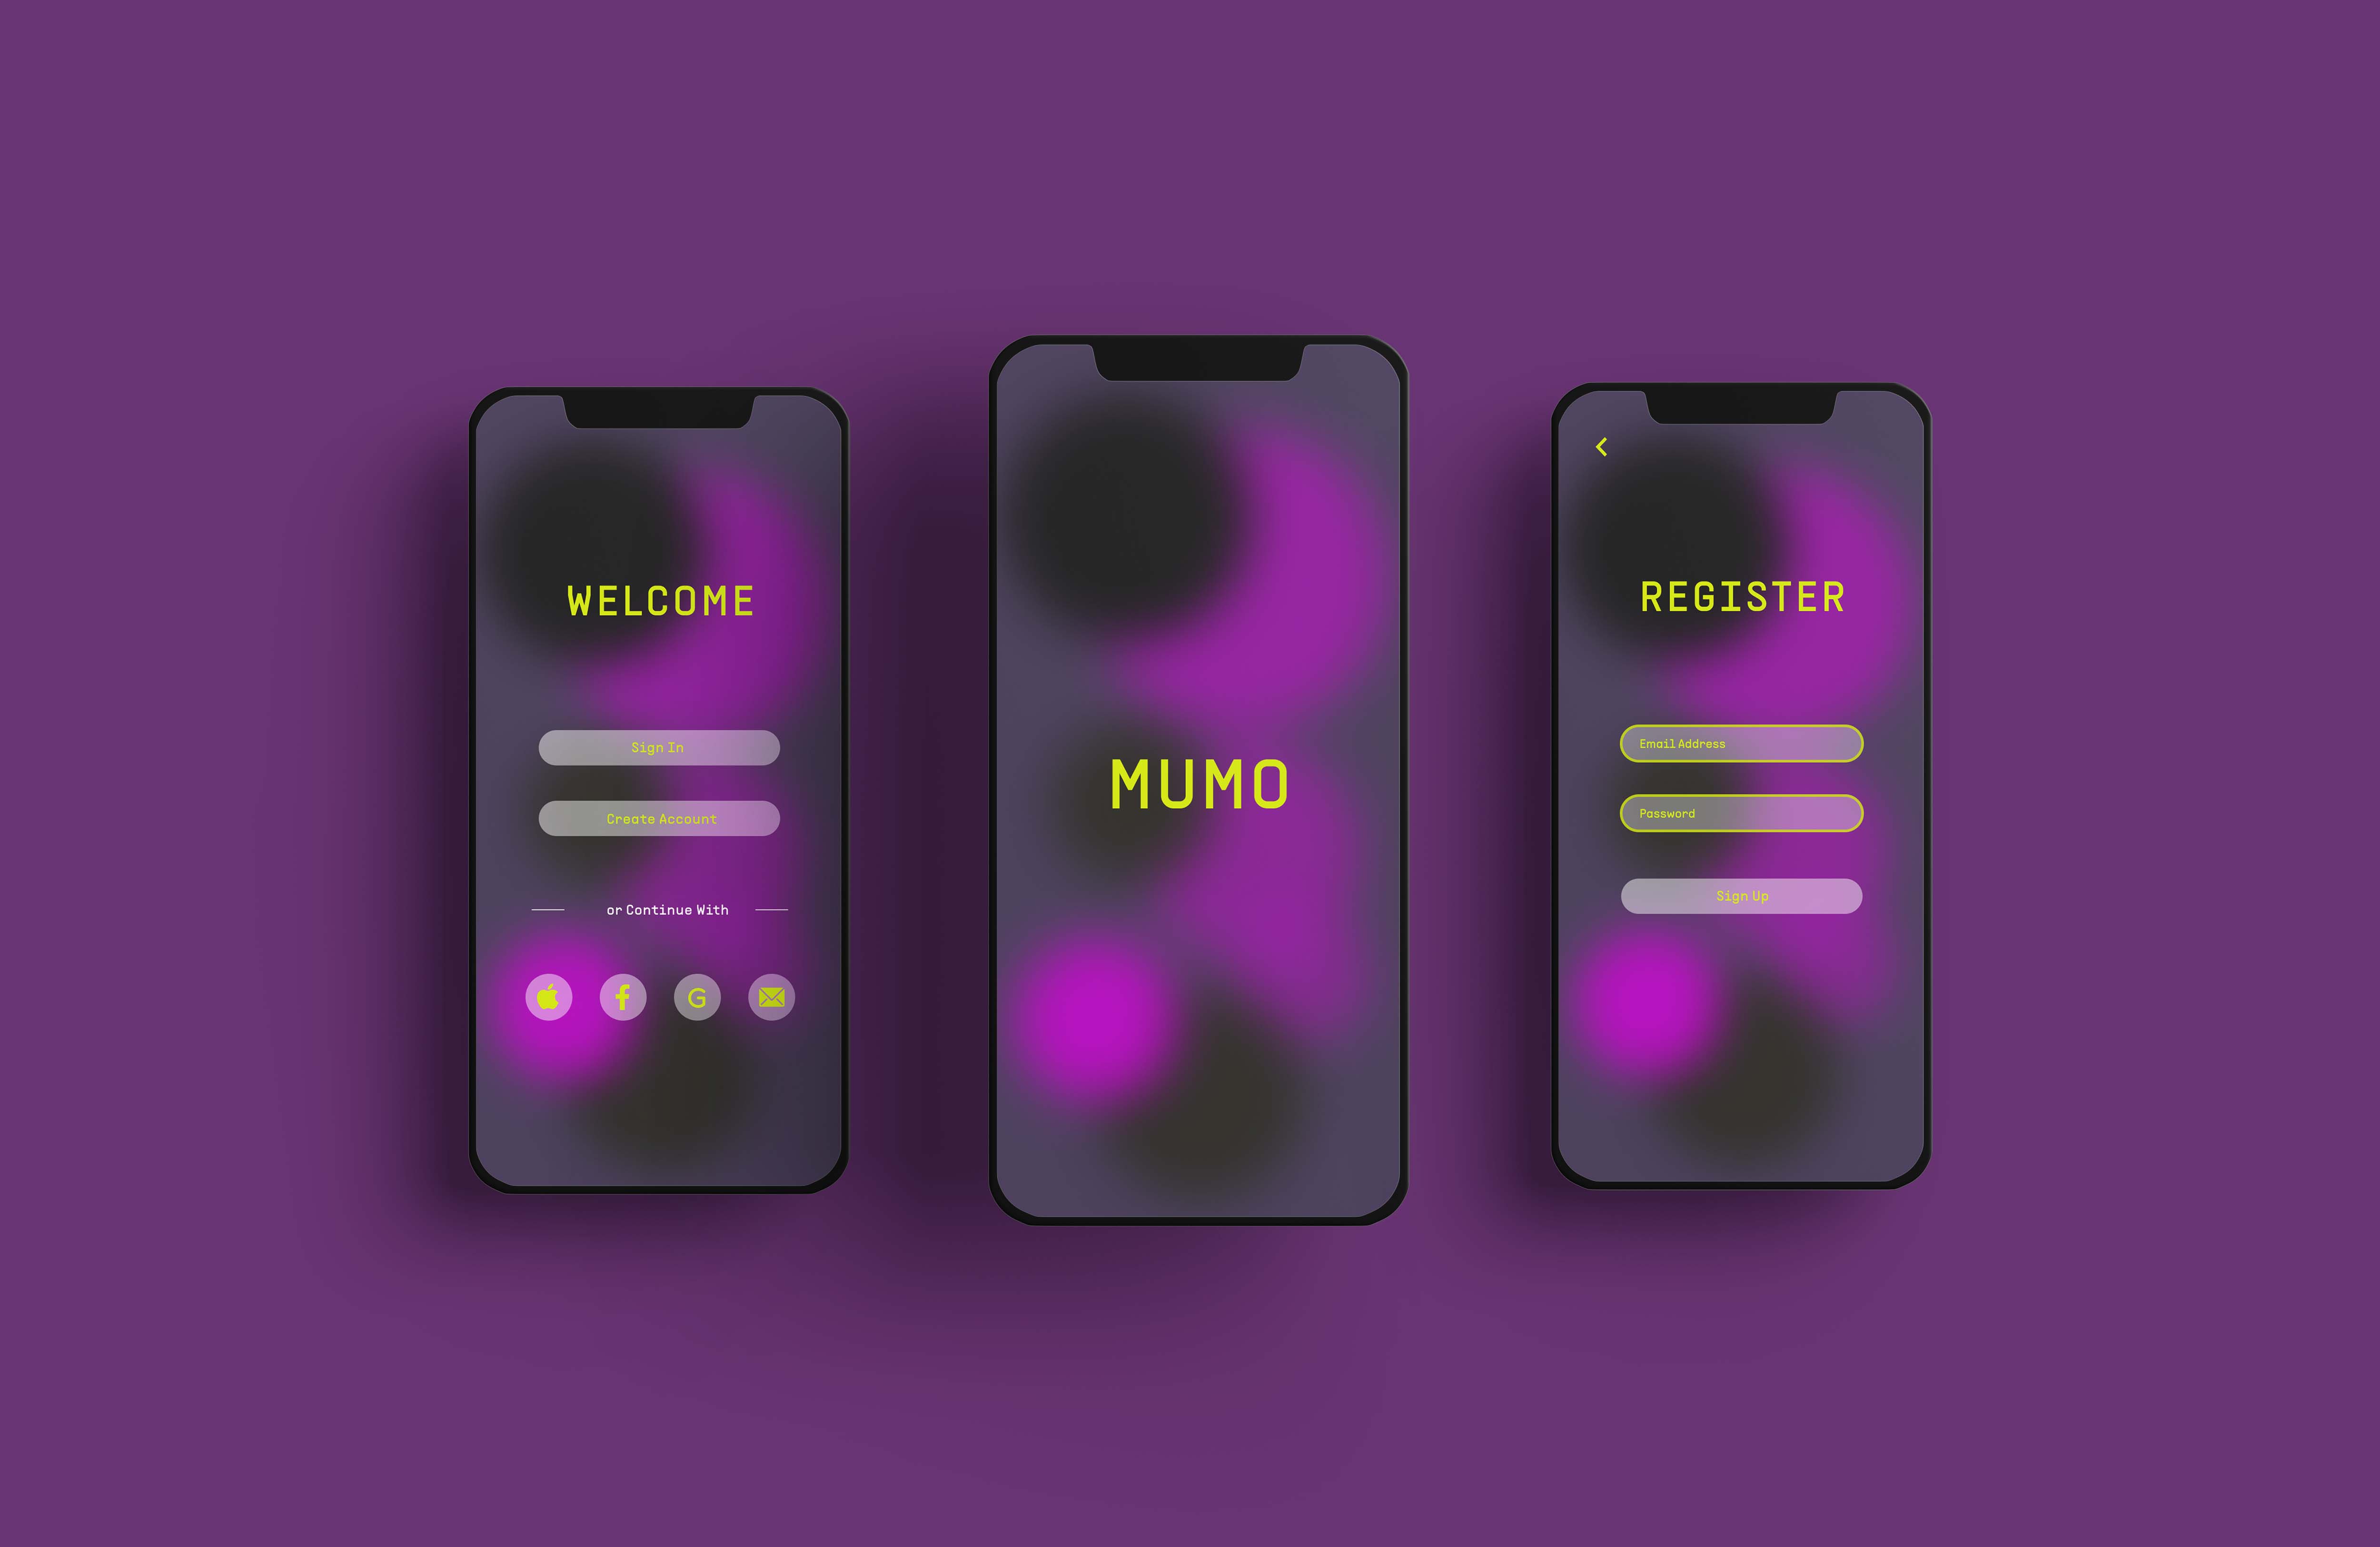 WELCOME
Sign In
Create Account
or Continue With
G
MUMO
REGISTER
Email Address
Password
Sign Up